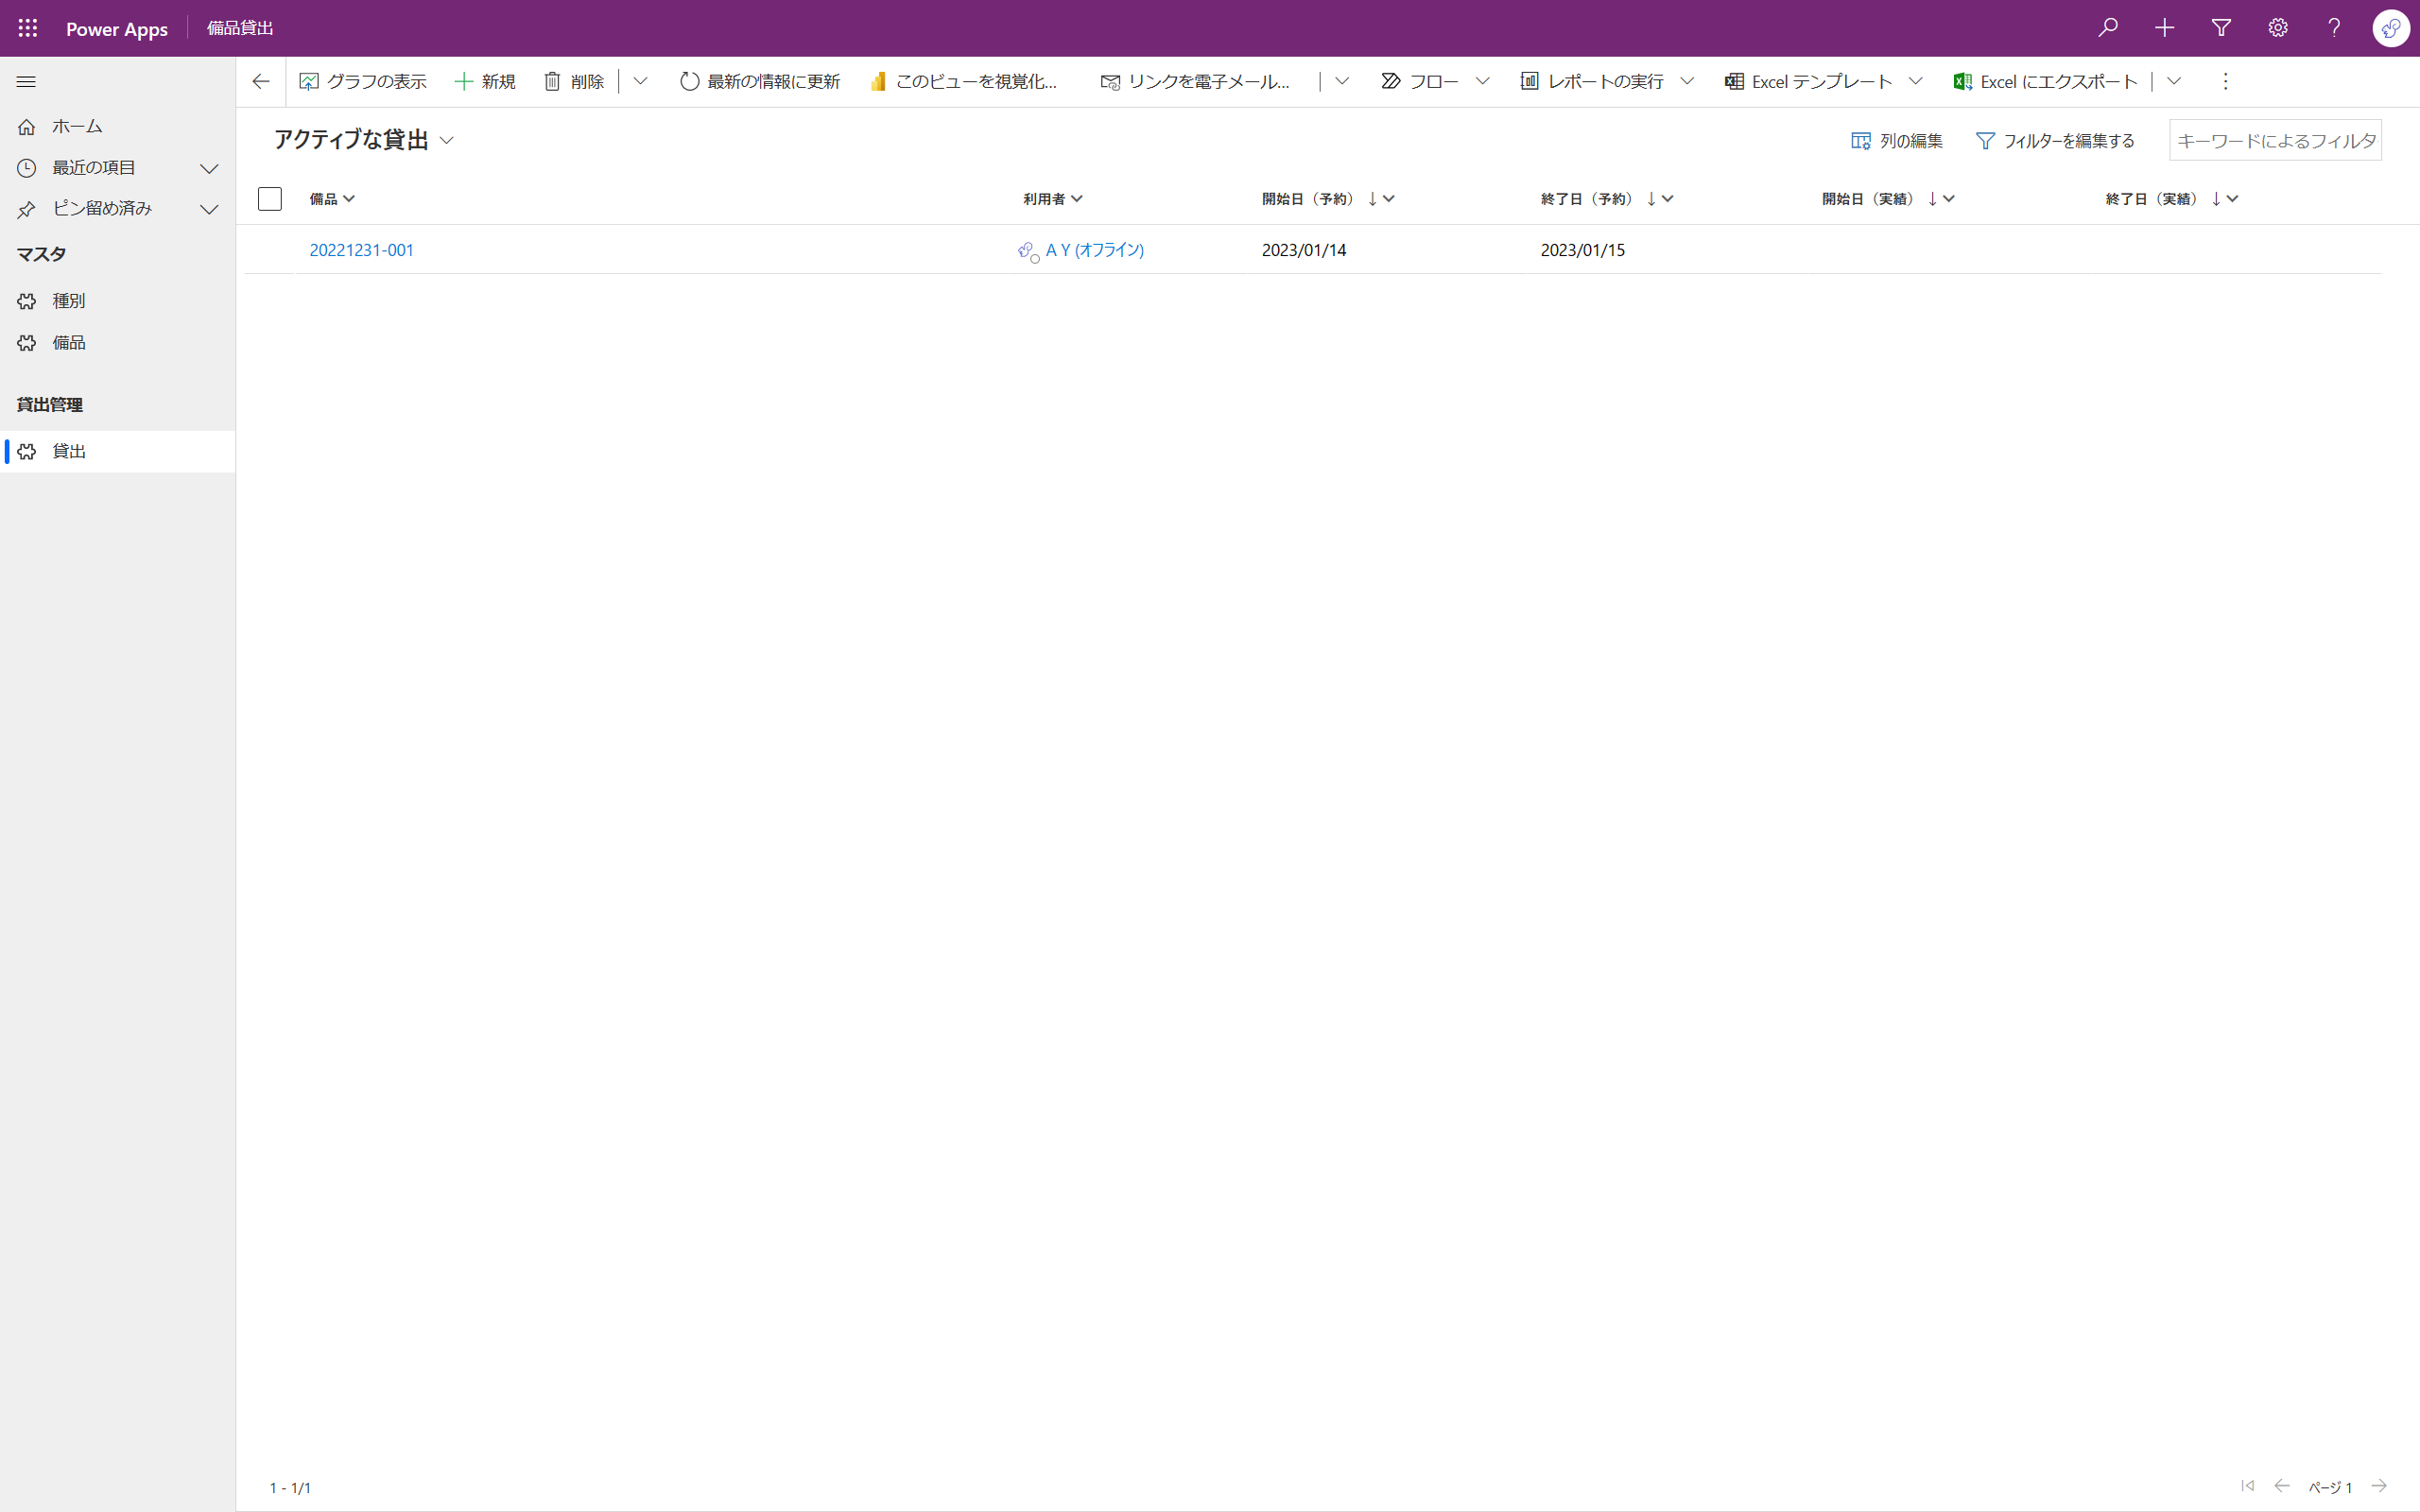 Power Apps 備品貸出
グラフの表示 新規 削除 最新の情報に更新 このビューを視覚化... リンクを電子メール... フロー レポートの実行 Excel テンプレート Excel にエクスポート
ホーム
最近の項目
ピン留め済み
マスタ
種別
備品
貸出管理
貸出
アクティブな貸出
列の編集 フィルターを編集する キーワードによるフィルタ
備品 利用者 開始日（予約） 終了日（予約） 開始日（実績） 終了日（実績）
20221231-001 A Y (オフライン) 2023/01/14 2023/01/15
1 - 1/1 ページ 1